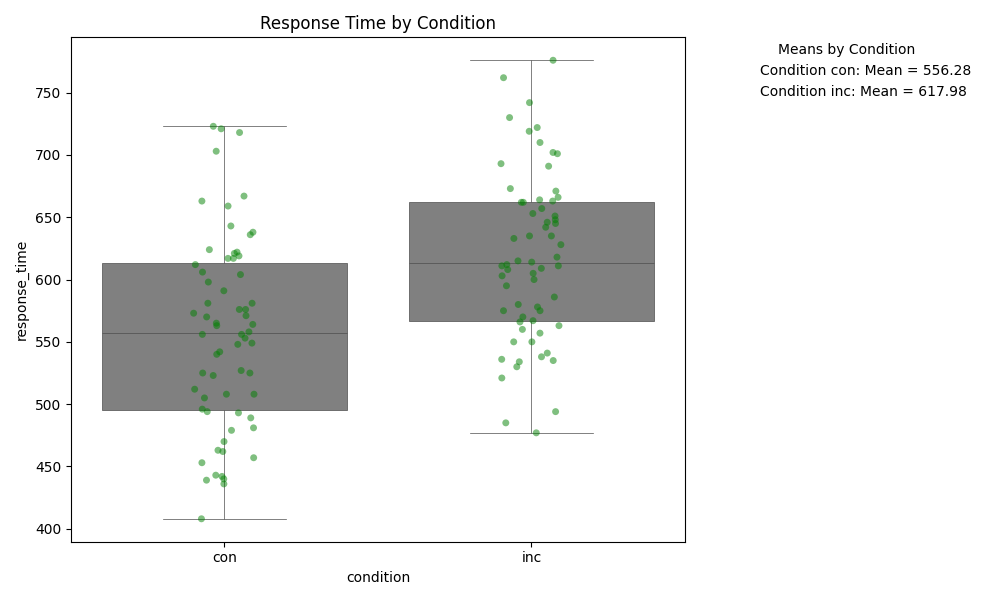 Response Time by Condition
Means by Condition
Condition con: Mean = 556.28
Condition inc: Mean = 617.98
response_time
750
700
650
600
550
500
450
400
con
inc
condition